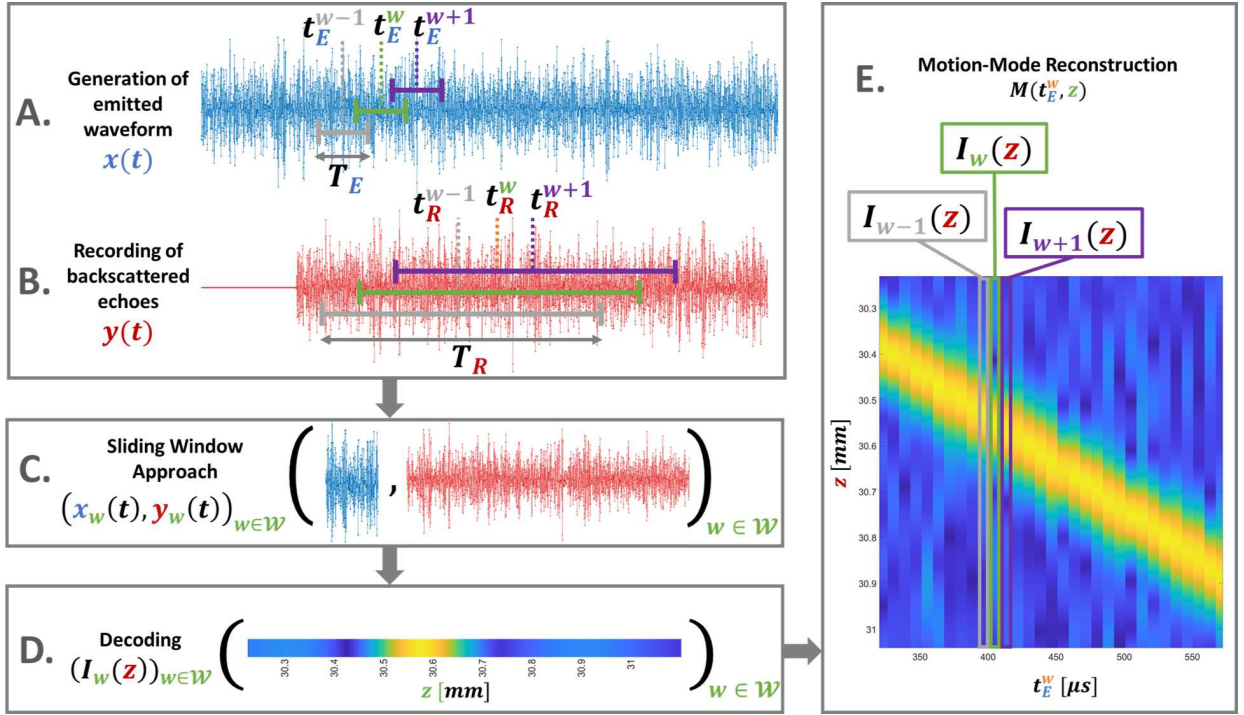 A.
Generation of
emitted
waveform
x(t)
t_E^{w-1} t_E^w t_E^{w+1}
T_E
B.
Recording of
backscattered
echoes
y(t)
t_R^{w-1} t_R^w t_R^{w+1}
T_R
C.
Sliding Window
Approach
(x_w(t), y_w(t))_{w∈𝒲}
( , )_{w ∈ 𝒲}
D.
Decoding
(I_w(z))_{w∈𝒲}
( )_{w ∈ 𝒲}
30.3 30.4 30.5 30.6 30.7 30.8 30.9 31
z [mm]
E.
Motion-Mode Reconstruction
M(t_E^w, z)
I_w(z)
I_{w-1}(z)
I_{w+1}(z)
30.3
30.4
30.5
30.6
30.7
30.8
30.9
31
z [mm]
350 400 450 500 550
t_E^w [μs]